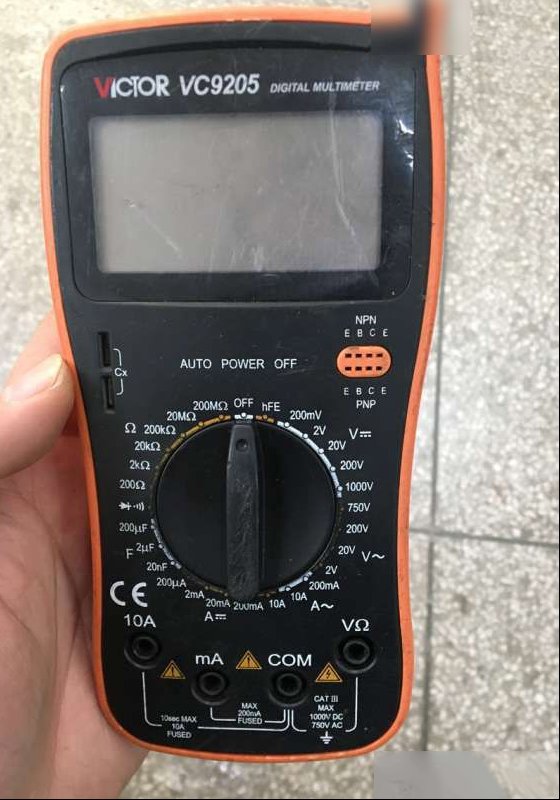 VICTOR VC9205 DIGITAL MULTIMETER
NPN
E B C E
Cx
AUTO POWER OFF
E B C E
PNP
OFF
hFE
200mV
2V
20V
V⎓
200V
1000V
750V
200V
20V
V~
2V
200mA
10A
A~
10A
200mA
20mA
A⎓
2mA
200μA
20nF
2μF
F
200μF
200Ω
2kΩ
20kΩ
200kΩ
Ω
20MΩ
200MΩ
CE
10A
VΩ
mA
COM
10sec MAX
10A
FUSED
MAX
200mA
FUSED
CAT III
MAX
1000V DC
750V AC